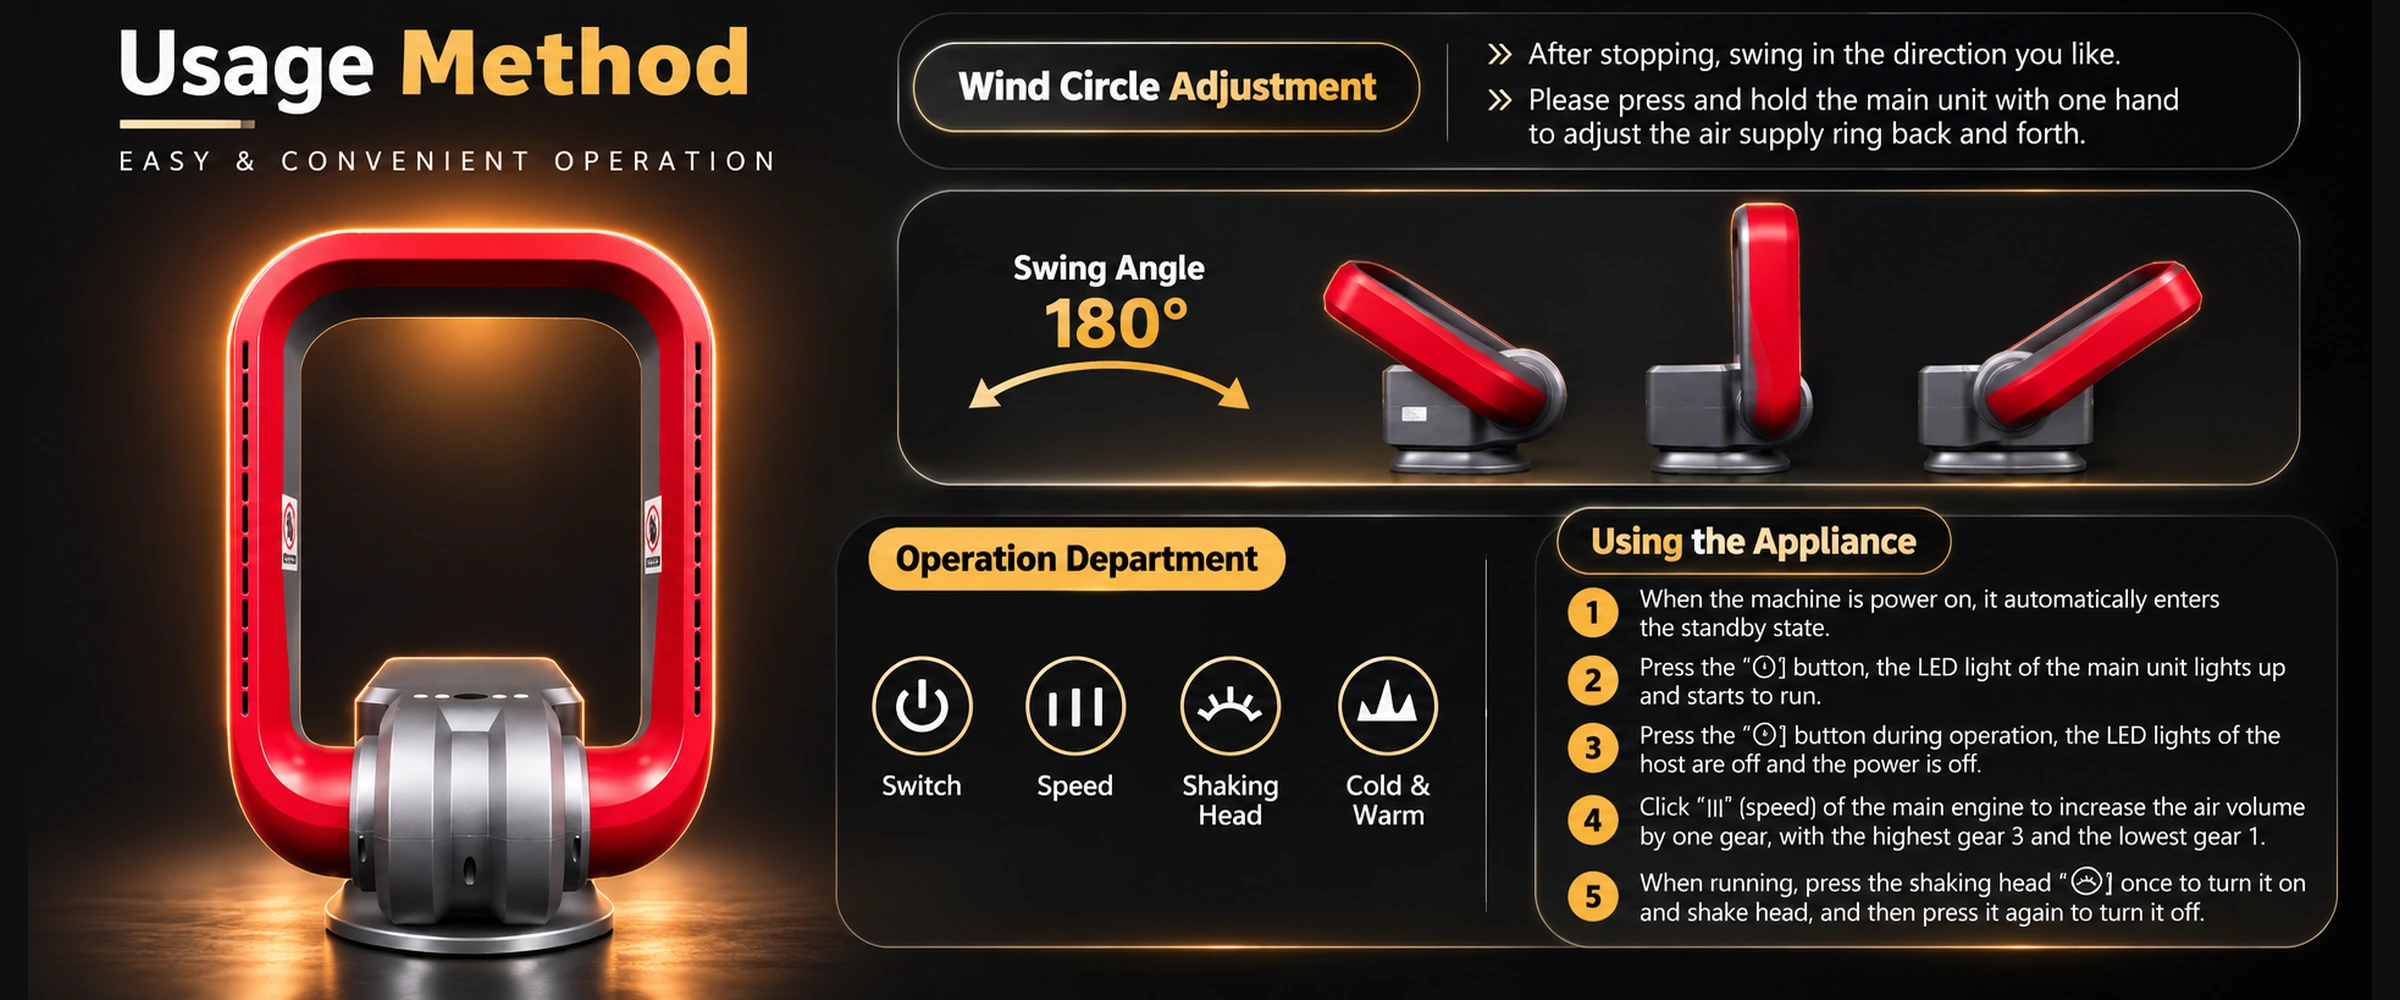 Usage Method
EASY & CONVENIENT OPERATION
Wind Circle Adjustment
After stopping, swing in the direction you like.
Please press and hold the main unit with one hand
to adjust the air supply ring back and forth.
Swing Angle
180°
Operation Department
Switch
Speed
Shaking
Head
Cold &
Warm
Using the Appliance
1
When the machine is power on, it automatically enters
the standby state.
2
Press the “⏻] button, the LED light of the main unit lights up
and starts to run.
3
Press the “⏻] button during operation, the LED lights of the
host are off and the power is off.
4
Click “|||” (speed) of the main engine to increase the air volume
by one gear, with the highest gear 3 and the lowest gear 1.
5
When running, press the shaking head “ ] once to turn it on
and shake head, and then press it again to turn it off.